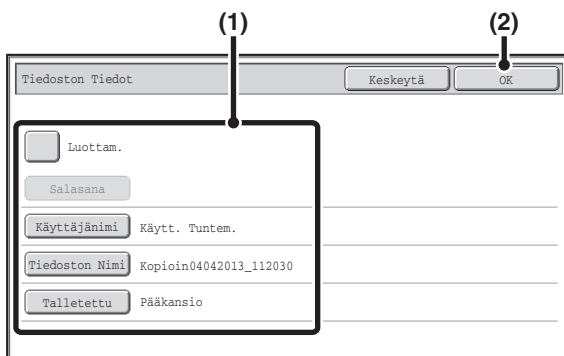 (1) (2)
Tiedoston Tiedot Keskeytä OK
Luottam.
Salasana
Käyttäjänimi Käytt. Tuntem.
Tiedoston Nimi Kopioin04042013_112030
Talletettu Pääkansio